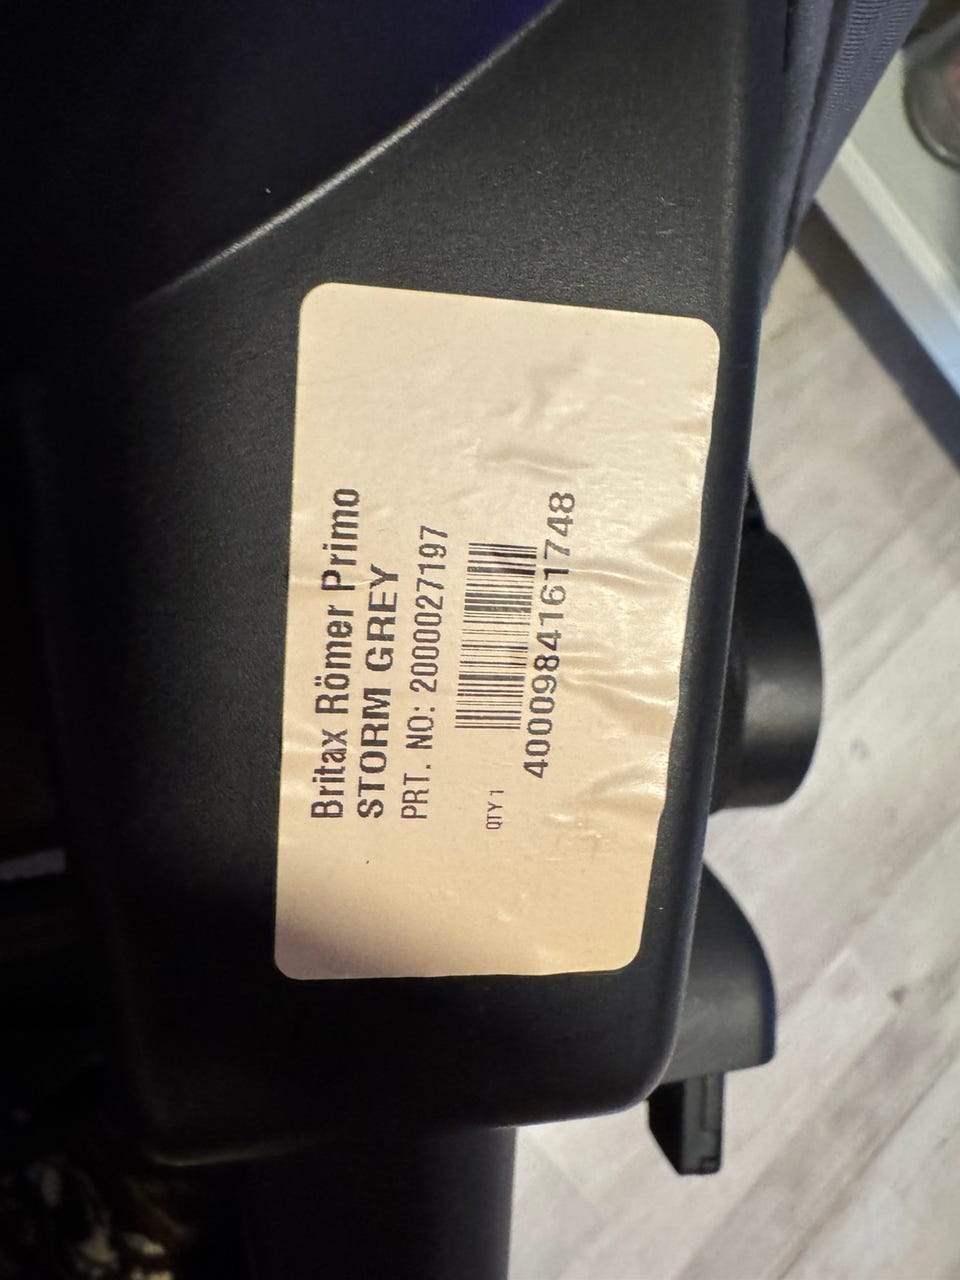 Britax Römer Primo
STORM GREY
PRT. NO: 2000027197
QTY 1
4000984161748